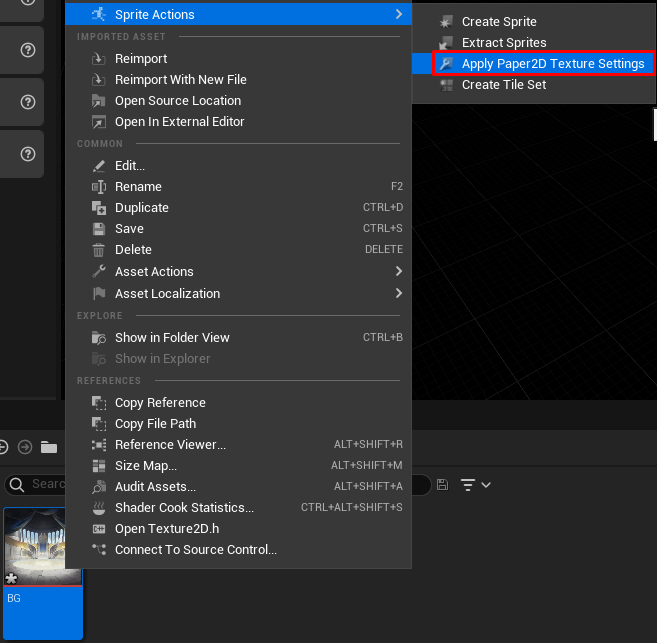 Sprite Actions
IMPORTED ASSET
Reimport
Reimport With New File
Open Source Location
Open In External Editor
COMMON
Edit...
Rename F2
Duplicate CTRL+D
Save CTRL+S
Delete DELETE
Asset Actions
Asset Localization
EXPLORE
Show in Folder View CTRL+B
Show in Explorer
REFERENCES
Copy Reference
Copy File Path
Reference Viewer... ALT+SHIFT+R
Size Map... ALT+SHIFT+M
Audit Assets... ALT+SHIFT+A
Shader Cook Statistics... CTRL+ALT+SHIFT+S
Open Texture2D.h
Connect To Source Control...
Create Sprite
Extract Sprites
Apply Paper2D Texture Settings
Create Tile Set
Searc
BG